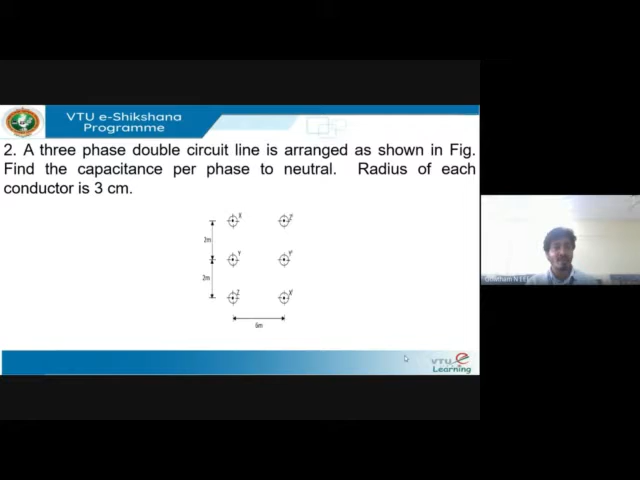 VTU e-Shikshana
Programme
2. A three phase double circuit line is arranged as shown in Fig.
Find the capacitance per phase to neutral. Radius of each
conductor is 3 cm.
X
Z'
2m
Y
Y'
2m
Z
X'
6m
VTU e
Learning